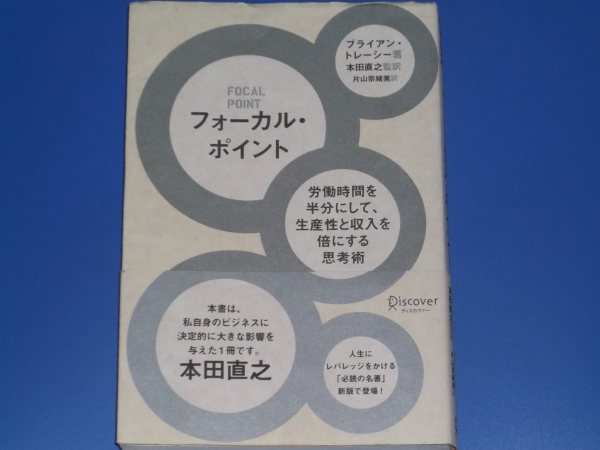 ブライアン・
トレーシー著
本田直之監訳
片山奈緒美訳
FOCAL
POINT
フォーカル・
ポイント
労働時間を
半分にして、
生産性と収入を
倍にする
思考術
Discover
ディスカヴァー
本書は、
私自身のビジネスに
決定的に大きな影響を
与えた1冊です。
本田直之
人生に
レバレッジをかける
「必読の名著」
新版で登場！